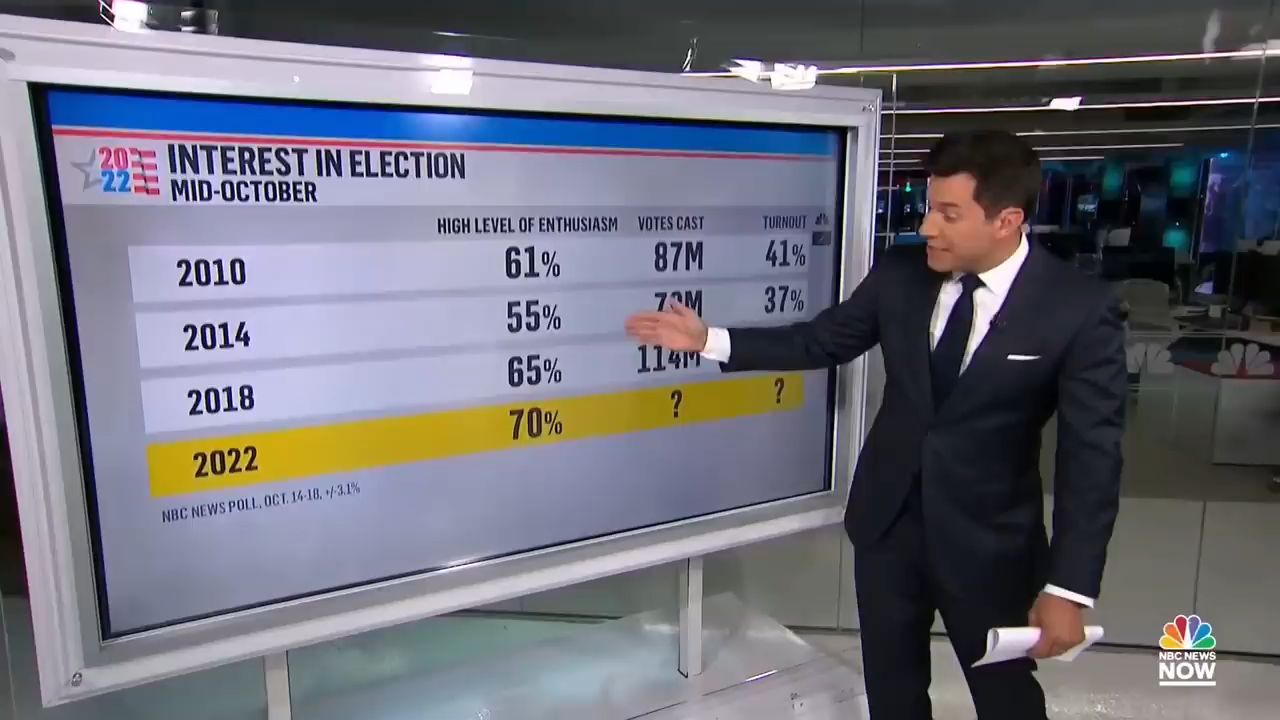 2022
INTEREST IN ELECTION
MID-OCTOBER
HIGH LEVEL OF ENTHUSIASM VOTES CAST TURNOUT
2010 61% 87M 41%
2014 55% 37%
2018 65% 114M
2022 70% ? ?
NBC NEWS POLL, OCT. 14-18, +/-3.1%
NBC NEWS
NOW